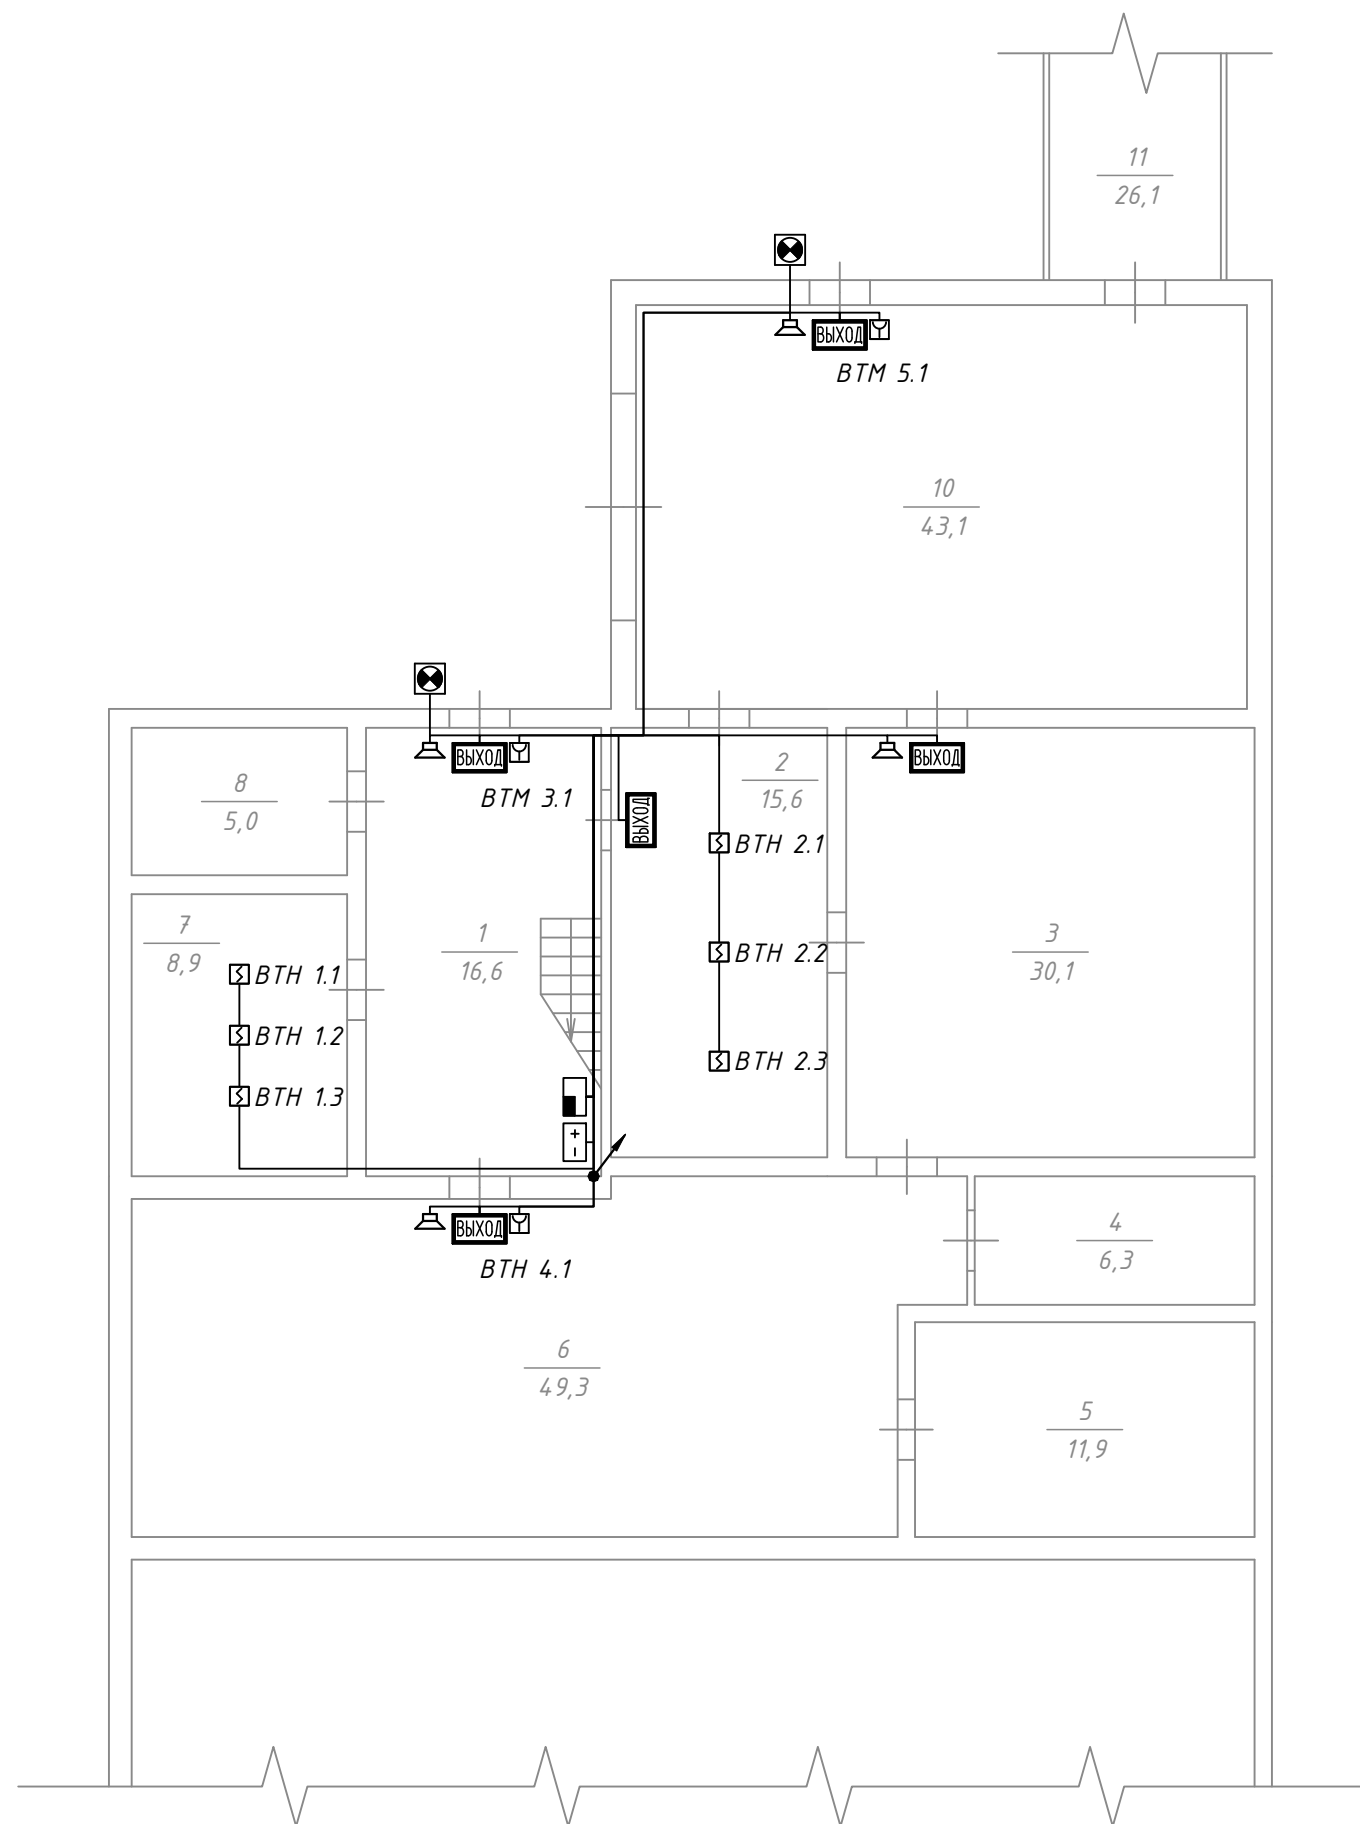 11
26,1
ВЫХОД
ВТМ 5.1
10
43,1
ВЫХОД
ВЫХОД
ВТМ 3.1
2
15,6
8
5,0
ВЫХОД
ВТН 2.1
7
8,9
1
16,6
3
30,1
ВТН 2.2
ВТН 1.1
ВТН 1.2
ВТН 2.3
ВТН 1.3
+
−
ВЫХОД
ВТН 4.1
4
6,3
6
49,3
5
11,9